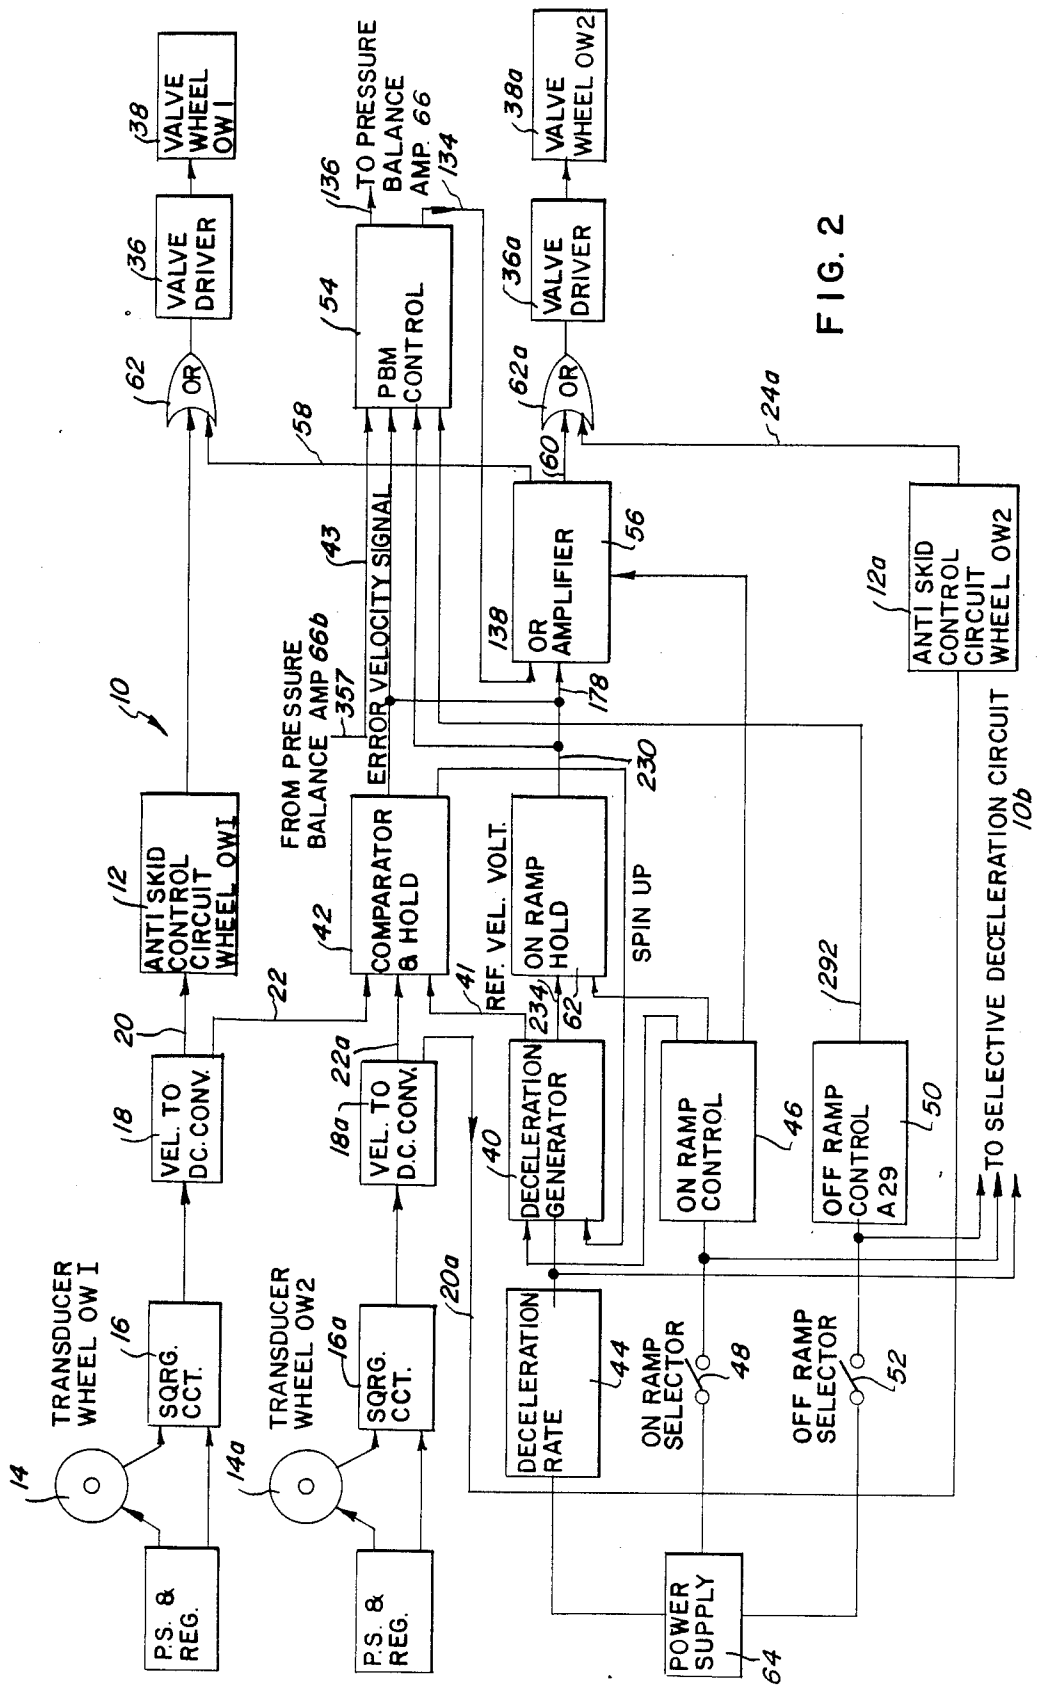 TRANSDUCER
WHEEL OW I
14
P.S. &
REG.
16
SQRG.
CCT.
18
VEL. TO
D.C. CONV.
20
22
12
ANTI SKID
CONTROL
CIRCUIT
WHEEL OW1
10
62
OR
36
VALVE
DRIVER
38
VALVE
WHEEL
OW 1
TRANSDUCER
WHEEL OW2
14a
P.S. &
REG.
16a
SQRG.
CCT.
18a
VEL. TO
D.C. CONV.
22a
20a
42
COMPARATOR
& HOLD
FROM PRESSURE
BALANCE AMP 66b
357
ERROR VELOCITY SIGNAL
43
58
54
PBM
CONTROL
136
TO PRESSURE
BALANCE
AMP. 66
134
41
REF. VEL. VOLT.
DECELERATION
RATE
44
40
DECELERATION
GENERATOR
234
62
ON RAMP
HOLD
230
178
138
OR
AMPLIFIER
56
60
62a
OR
36a
VALVE
DRIVER
38a
VALVE
WHEEL OW2
SPIN UP
ON RAMP
SELECTOR
48
ON RAMP
CONTROL
46
OFF RAMP
SELECTOR
52
OFF RAMP
CONTROL
A29
50
292
POWER
SUPPLY
64
12a
ANTI SKID
CONTROL
CIRCUIT
WHEEL OW2
24a
TO SELECTIVE DECELERATION CIRCUIT
10b
FIG. 2